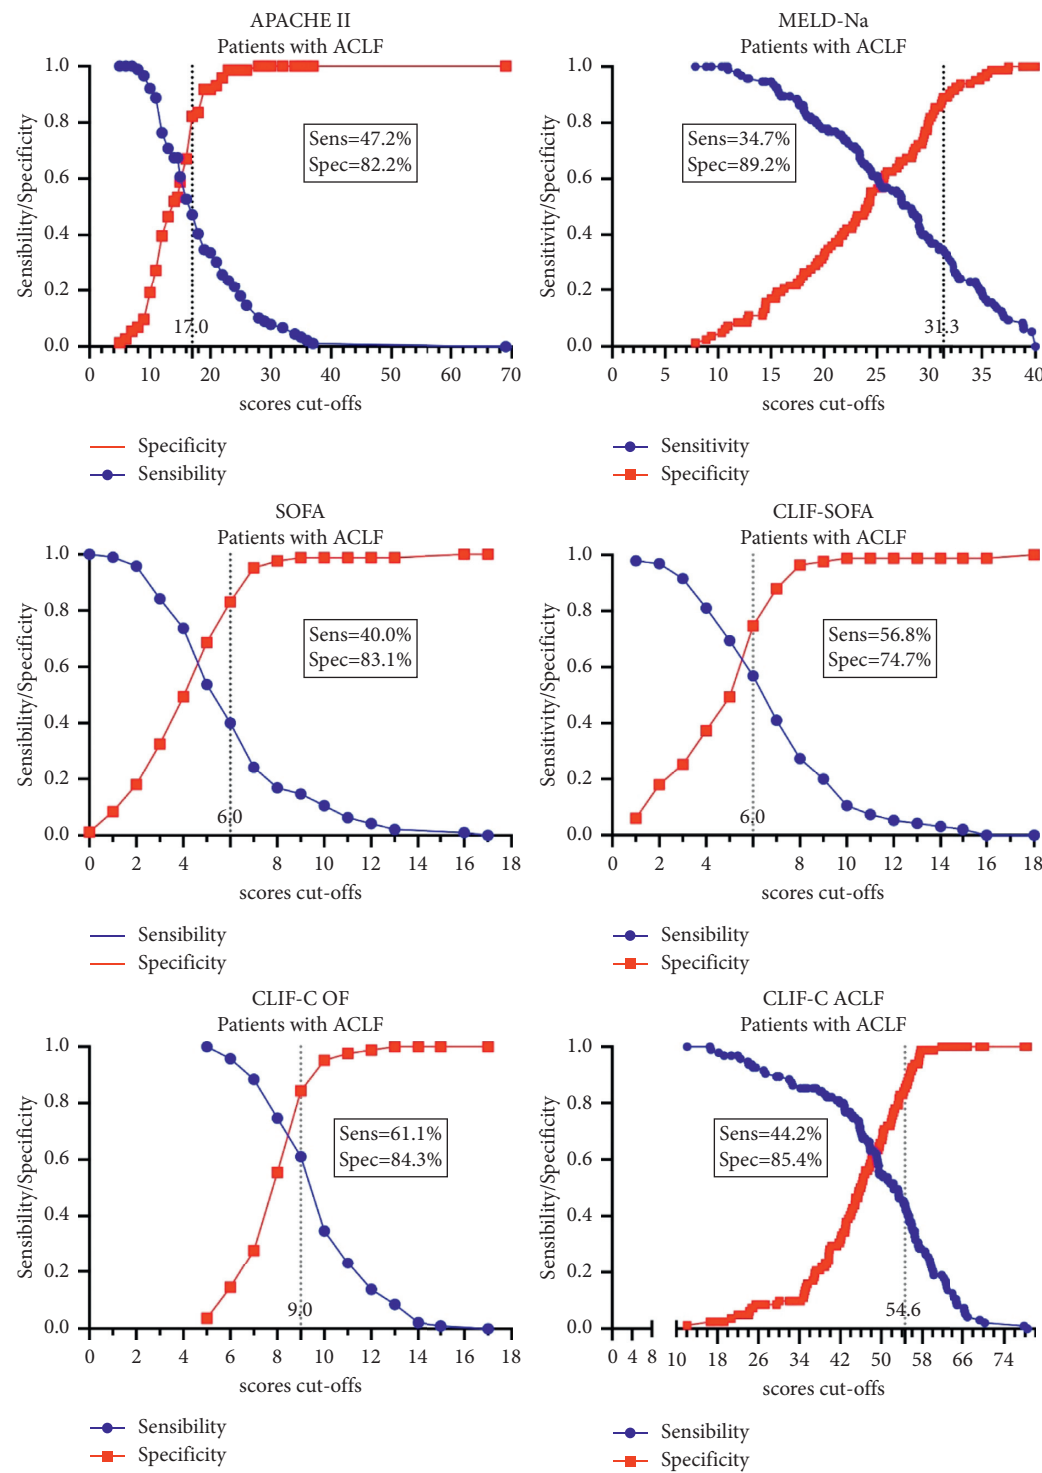 APACHE II
Patients with ACLF
Sensibility/Specificity
1.0
0.8
0.6
0.4
0.2
0.0
Sens=47.2%
Spec=82.2%
17.0
0 10 20 30 40 50 60 70
scores cut-offs
Specificity
Sensibility
MELD-Na
Patients with ACLF
Sensitivity/Specificity
1.0
0.8
0.6
0.4
0.2
0.0
Sens=34.7%
Spec=89.2%
31.3
0 5 10 15 20 25 30 35 40
scores cut-offs
Sensitivity
Specificity
SOFA
Patients with ACLF
Sensibility/Specificity
1.0
0.8
0.6
0.4
0.2
0.0
Sens=40.0%
Spec=83.1%
6.0
0 2 4 6 8 10 12 14 16 18
scores cut-offs
Sensibility
Specificity
CLIF-SOFA
Patients with ACLF
Sensitivity/Specificity
1.0
0.8
0.6
0.4
0.2
0.0
Sens=56.8%
Spec=74.7%
6.0
0 2 4 6 8 10 12 14 16 18
scores cut-offs
Sensibility
Specificity
CLIF-C OF
Patients with ACLF
Sensibility/Specificity
1.0
0.8
0.6
0.4
0.2
0.0
Sens=61.1%
Spec=84.3%
9.0
0 2 4 6 8 10 12 14 16 18
scores cut-offs
Sensibility
Specificity
CLIF-C ACLF
Patients with ACLF
Sensibility/Specificity
1.0
0.8
0.6
0.4
0.2
0.0
Sens=44.2%
Spec=85.4%
54.6
0 4 8 10 18 26 34 42 50 58 66 74
scores cut-offs
Sensibility
Specificity